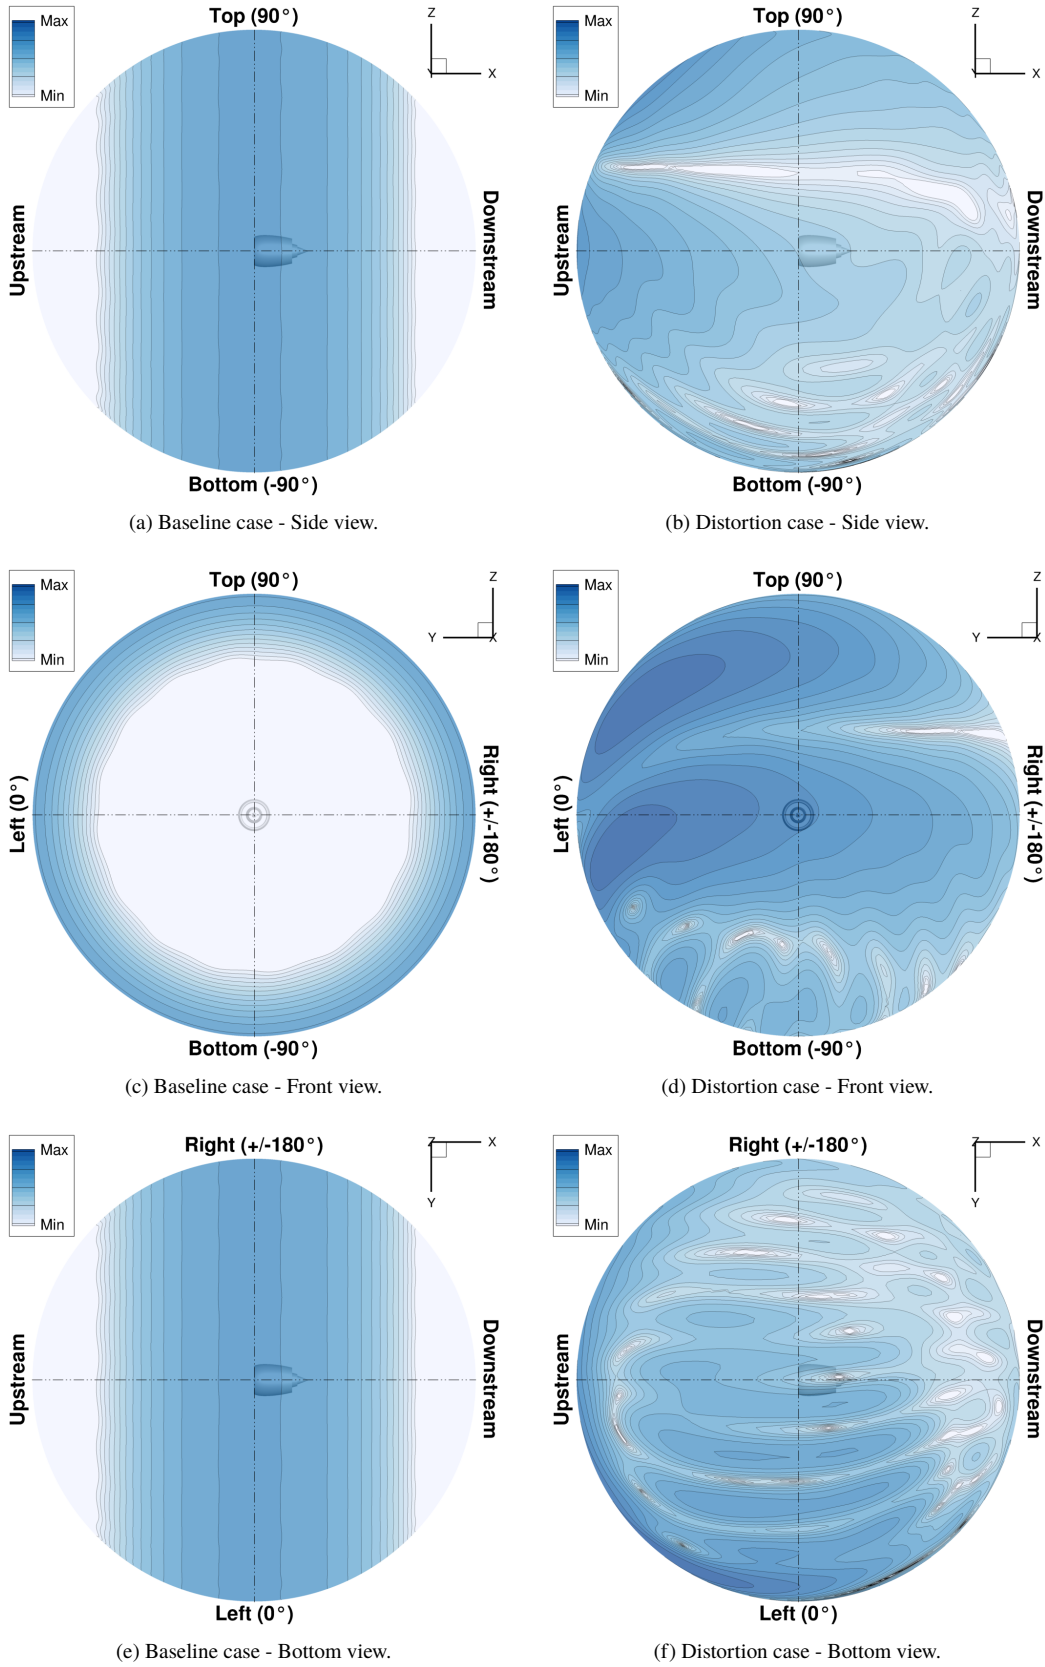 Max
Min
Top (90°)
Z
X
Y
Upstream
Downstream
Bottom (-90°)
(a) Baseline case - Side view.
Max
Min
Top (90°)
Z
X
Y
Upstream
Downstream
Bottom (-90°)
(b) Distortion case - Side view.
Max
Min
Top (90°)
Z
Y
X
Left (0°)
Right (+/-180°)
Bottom (-90°)
(c) Baseline case - Front view.
Max
Min
Top (90°)
Z
Y
X
Left (0°)
Right (+/-180°)
Bottom (-90°)
(d) Distortion case - Front view.
Max
Min
Right (+/-180°)
Z
X
Y
Upstream
Downstream
Left (0°)
(e) Baseline case - Bottom view.
Max
Min
Right (+/-180°)
Z
X
Y
Upstream
Downstream
Left (0°)
(f) Distortion case - Bottom view.